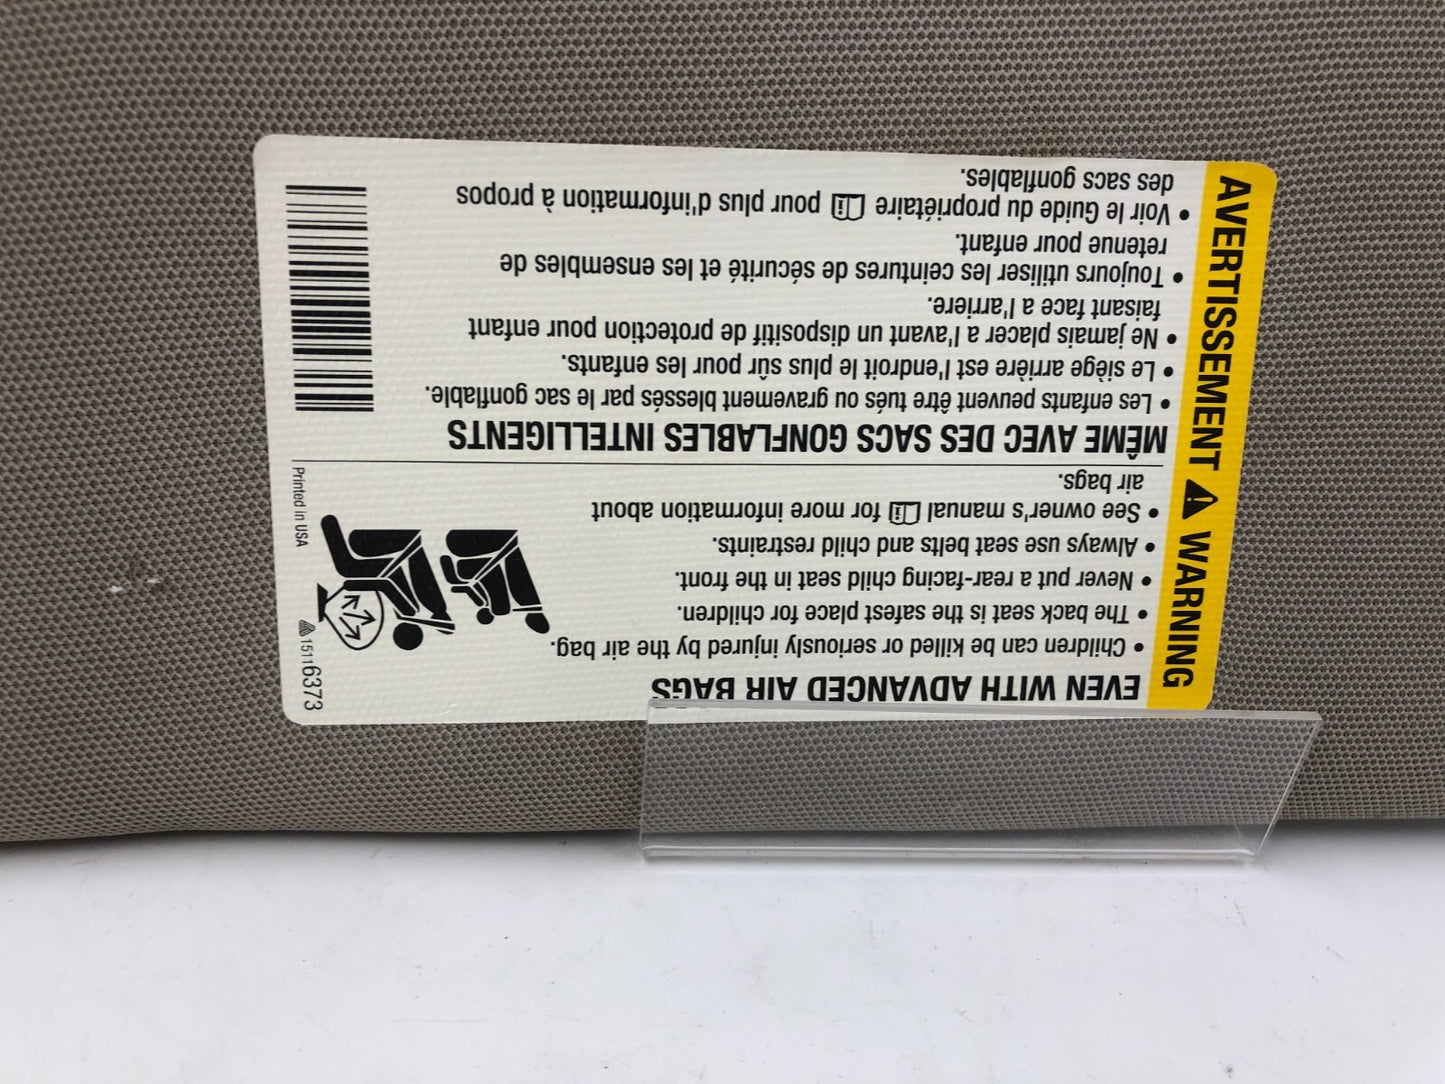 WARNING AVERTISSEMENT
EVEN WITH ADVANCED AIR BAGS
• Children can be killed or seriously injured by the air bag.
• The back seat is the safest place for children.
• Never put a rear-facing child seat in the front.
• Always use seat belts and child restraints.
• See owner's manual for more information about
air bags.
MÊME AVEC DES SACS GONFLABLES INTELLIGENTS
• Les enfants peuvent être tués ou gravement blessés par le sac gonflable.
• Le siège arrière est l'endroit le plus sûr pour les enfants.
• Ne jamais placer a l'avant un dispositif de protection pour enfant
faisant face a l'arriere.
• Toujours utiliser les ceintures de sécurité et les ensembles de
retenue pour enfant.
• Voir le Guide du propriétaire pour plus d'information à propos
des sacs gonflables.
15116373
Printed in USA